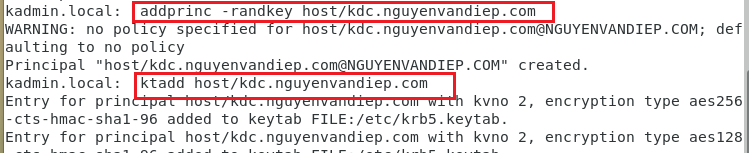 kadmin.local: addprinc -randkey host/kdc.nguyenvandiep.com
WARNING: no policy specified for host/kdc.nguyenvandiep.com@NGUYENVANDIEP.COM; def
aulting to no policy
Principal "host/kdc.nguyenvandiep.com@NGUYENVANDIEP.COM" created.
kadmin.local: ktadd host/kdc.nguyenvandiep.com
Entry for principal host/kdc.nguyenvandiep.com with kvno 2, encryption type aes256
-cts-hmac-sha1-96 added to keytab FILE:/etc/krb5.keytab.
Entry for principal host/kdc.nguyenvandiep.com with kvno 2, encryption type aes128
-cts-hmac-sha1-96 added to keytab FILE:/etc/krb5.keytab.